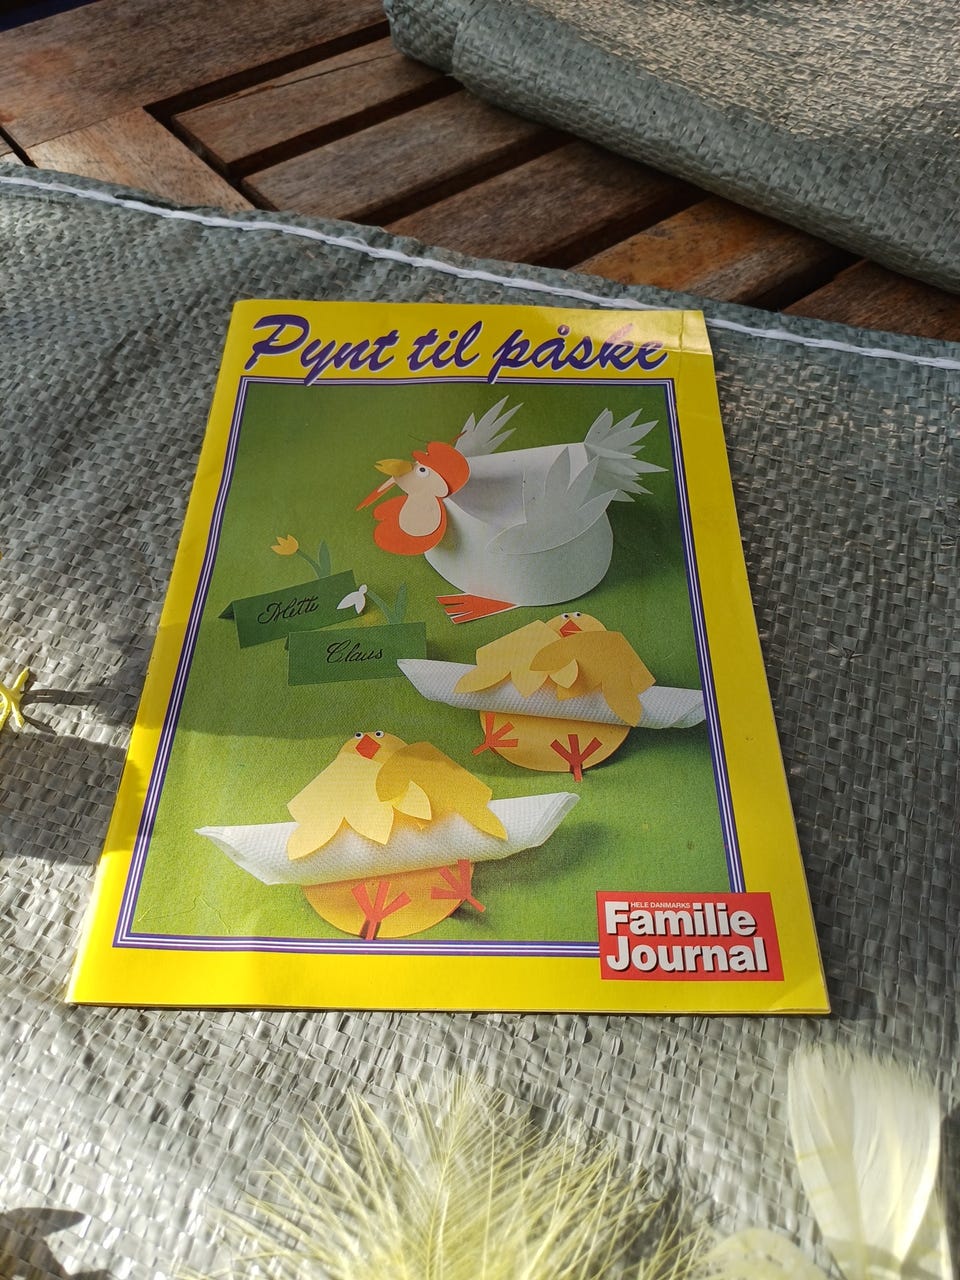 Pynt til påske
Mette
Claus
HELE DANMARKS
Familie
Journal